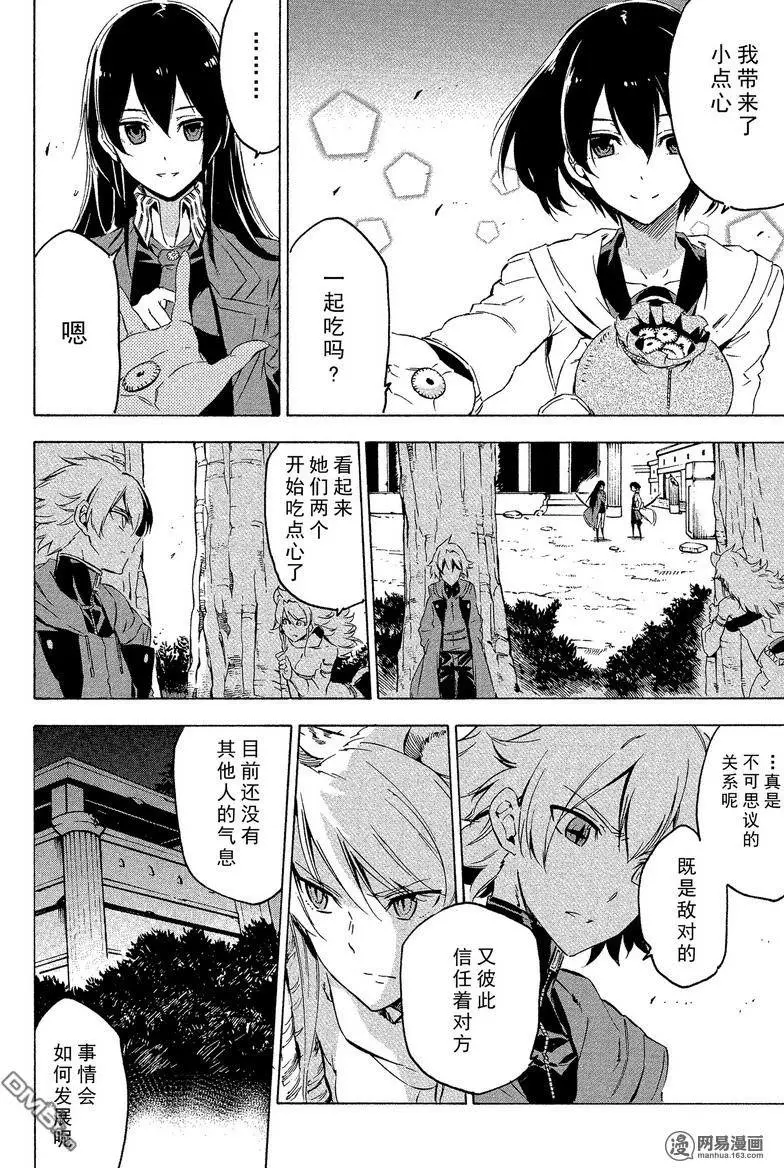 我带来了
小点心
一起吃吗?
………
嗯
看起来
她们两个
开始吃点心了
…真是
不可思议的
关系呢
既是敌对的
又彼此
信任着对方
目前还没有
其他人的气息
事情会
如何发展呢
网易漫画
manhua.163.com